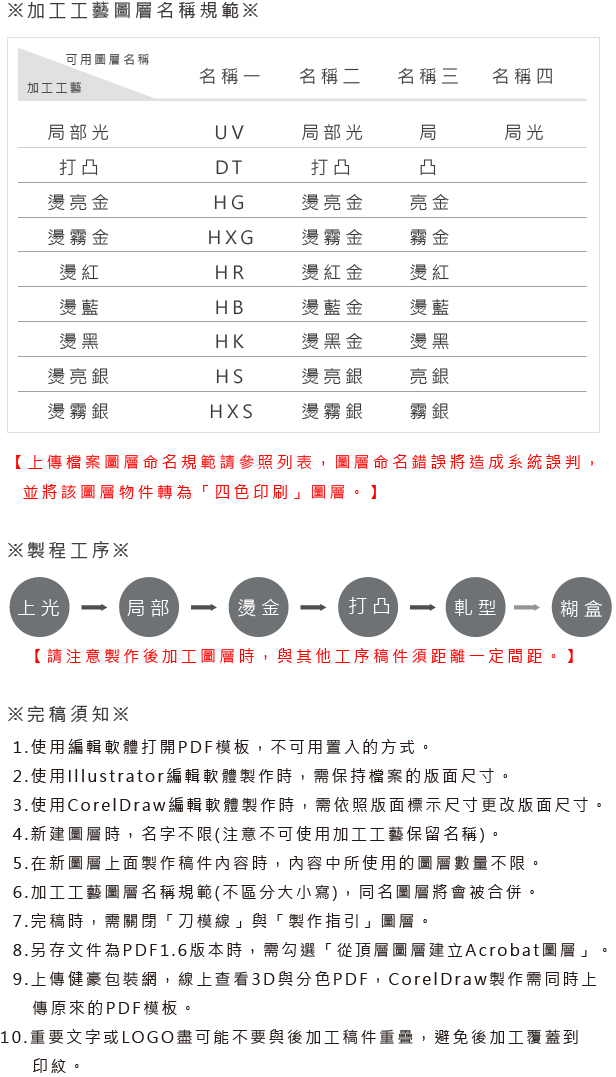 ※加工工藝圖層名稱規範※
可用圖層名稱
加工工藝
名稱一 名稱二 名稱三 名稱四
局部光 UV 局部光 局 局光
打凸 DT 打凸 凸
燙亮金 HG 燙亮金 亮金
燙霧金 HXG 燙霧金 霧金
燙紅 HR 燙紅金 燙紅
燙藍 HB 燙藍金 燙藍
燙黑 HK 燙黑金 燙黑
燙亮銀 HS 燙亮銀 亮銀
燙霧銀 HXS 燙霧銀 霧銀
【上傳檔案圖層命名規範請參照列表，圖層命名錯誤將造成系統誤判，
並將該圖層物件轉為「四色印刷」圖層。】
※製程工序※
上光 局部 燙金 打凸 軋型 糊盒
【請注意製作後加工圖層時，與其他工序稿件須距離一定間距。】
※完稿須知※
1.使用編輯軟體打開PDF模板，不可用置入的方式。
2.使用Illustrator編輯軟體製作時，需保持檔案的版面尺寸。
3.使用CorelDraw編輯軟體製作時，需依照版面標示尺寸更改版面尺寸。
4.新建圖層時，名字不限(注意不可使用加工工藝保留名稱)。
5.在新圖層上面製作稿件內容時，內容中所使用的圖層數量不限。
6.加工工藝圖層名稱規範(不區分大小寫)，同名圖層將會被合併。
7.完稿時，需關閉「刀模線」與「製作指引」圖層。
8.另存文件為PDF1.6版本時，需勾選「從頂層圖層建立Acrobat圖層」。
9.上傳健豪包裝網，線上查看3D與分色PDF，CorelDraw製作需同時上
傳原來的PDF模板。
10.重要文字或LOGO盡可能不要與後加工稿件重疊，避免後加工覆蓋到
印紋。